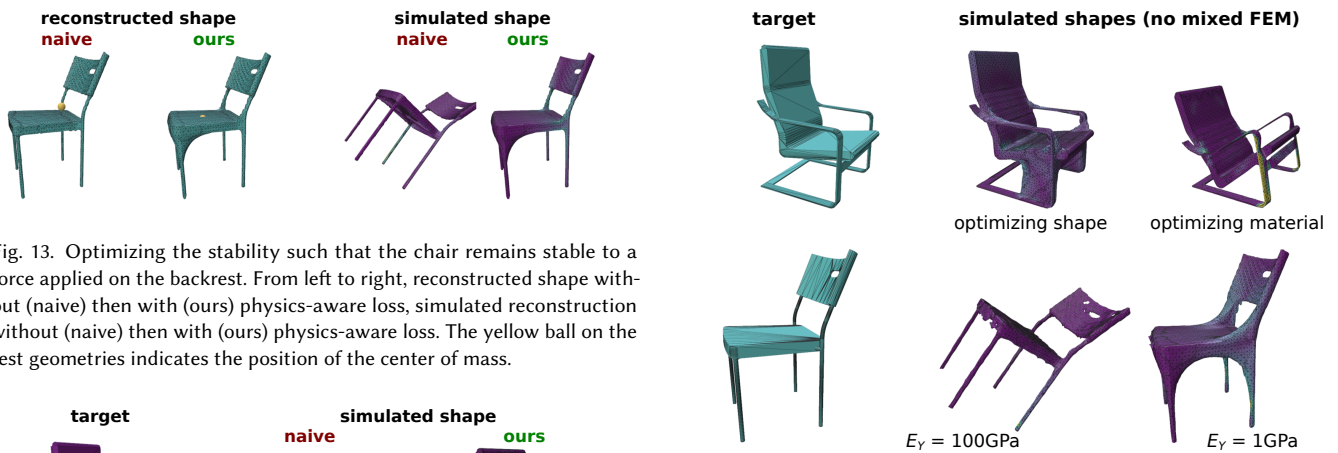 reconstructed shape
naive ours
simulated shape
naive ours
ig. 13. Optimizing the stability such that the chair remains stable to a
orce applied on the backrest. From left to right, reconstructed shape with-
out (naive) then with (ours) physics-aware loss, simulated reconstruction
without (naive) then with (ours) physics-aware loss. The yellow ball on the
est geometries indicates the position of the center of mass.
target
simulated shape
naive ours
target
simulated shapes (no mixed FEM)
optimizing shape optimizing material
E_Y = 100GPa E_Y = 1GPa